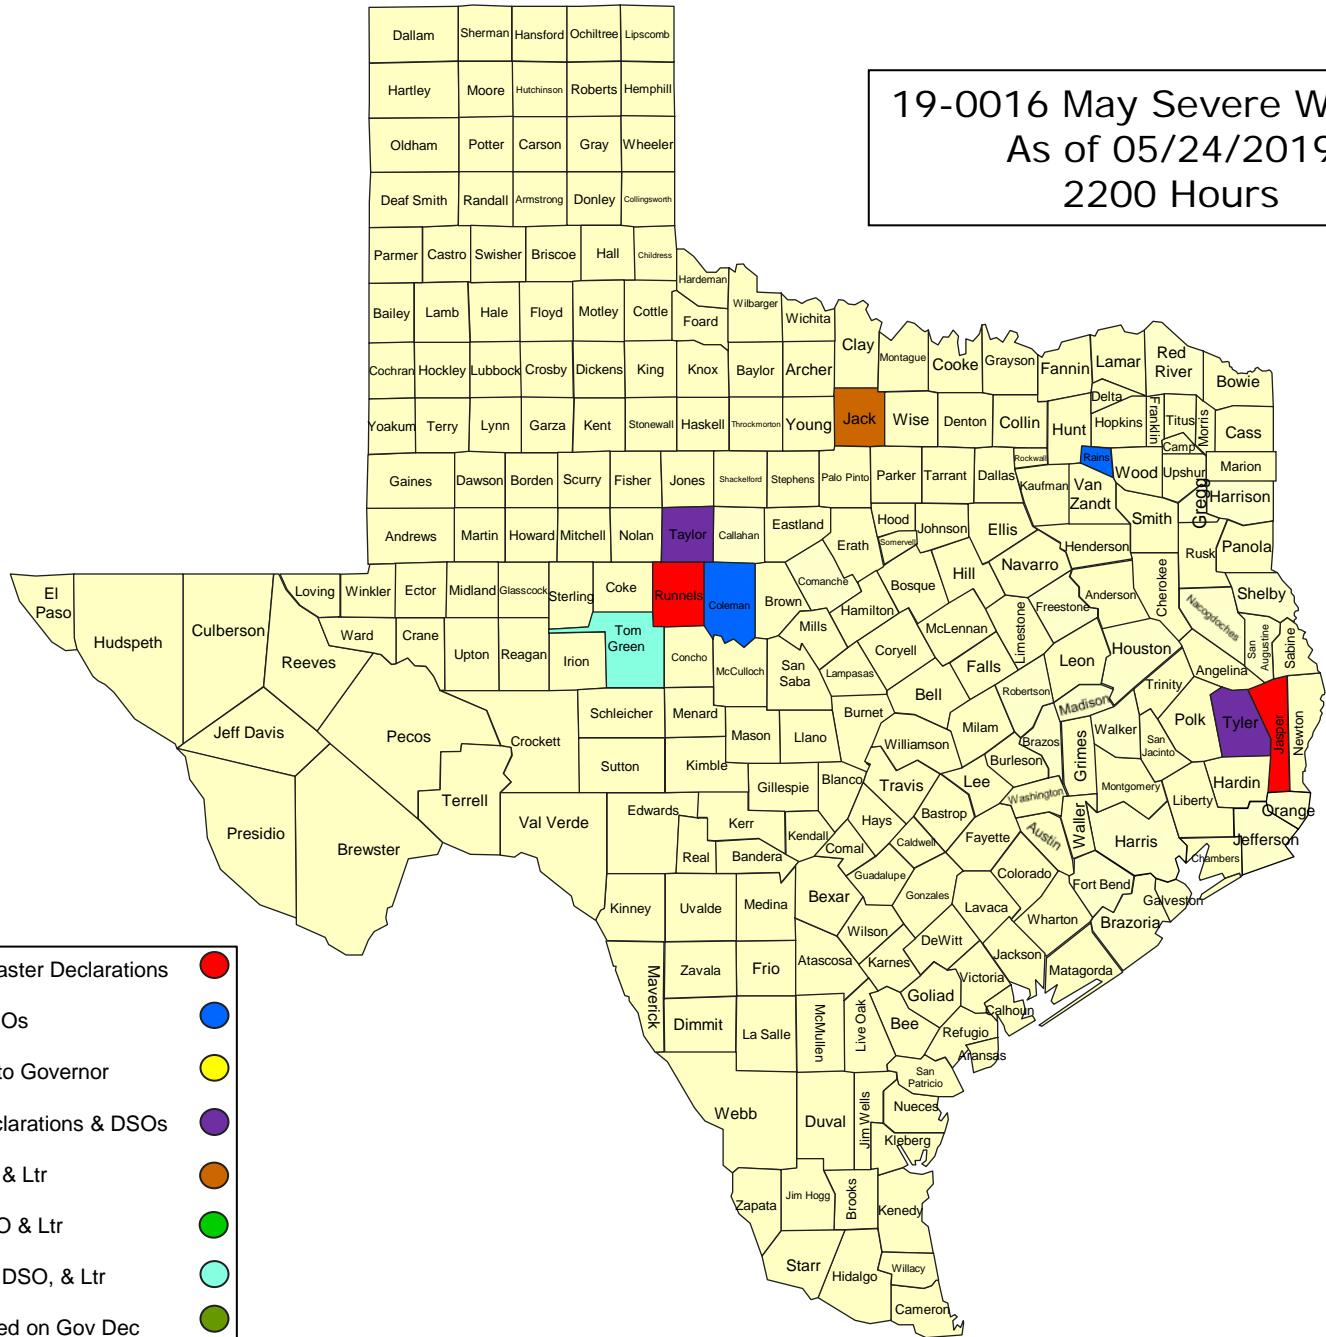 Dallam Sherman Hansford Ochiltree Lipscomb
Hartley Moore Hutchinson Roberts Hemphill
19-0016 May Severe W
As of 05/24/2019
2200 Hours
Oldham Potter Carson Gray Wheeler
Deaf Smith Randall Armstrong Donley Collingsworth
Parmer Castro Swisher Briscoe Hall Childress
Hardeman
Bailey Lamb Hale Floyd Motley Cottle Foard Wilbarger Wichita
Clay Montague Cooke Grayson Fannin Lamar Red
River
Bowie
Cochran Hockley Lubbock Crosby Dickens King Knox Baylor Archer
Delta
Yoakum Terry Lynn Garza Kent Stonewall Haskell Throckmorton Young Jack Wise Denton Collin Hunt Hopkins Franklin Titus Morris Cass
Camp
Rockwall Rains Wood Upshur Marion
Gaines Dawson Borden Scurry Fisher Jones Shackelford Stephens Palo Pinto Parker Tarrant Dallas Kaufman Van
Zandt
Gregg Harrison
Smith
Andrews Martin Howard Mitchell Nolan Taylor Callahan Eastland Erath Hood Somervell Johnson Ellis Henderson Rusk Panola
El
Paso
Hudspeth Culberson Loving Winkler Ector Midland Glasscock Sterling Coke Runnels Coleman Brown Comanche Hamilton Bosque Hill Navarro Freestone Anderson Cherokee Nacogdoches Shelby
Ward Crane Upton Reagan Irion Tom
Green
Concho McCulloch Mills San
Saba
Lampasas Coryell McLennan Limestone Falls Leon Houston Angelina San
Augustine
Sabine
Reeves Jeff Davis Pecos Crockett Schleicher Menard Mason Llano Burnet Bell Milam Robertson Madison Trinity Polk Tyler Jasper Newton
Sutton Kimble Gillespie Blanco Williamson Travis Lee Burleson Brazos Grimes Walker San
Jacinto
Hardin
Presidio Brewster Terrell Val Verde Edwards Kerr Kendall Hays Bastrop Washington Montgomery Liberty Orange
Real Bandera Comal Caldwell Fayette Austin Waller Harris Jefferson Chambers
Kinney Uvalde Medina Bexar Guadalupe Gonzales Lavaca Colorado Fort Bend Galveston
Wilson Wharton Brazoria
Maverick Zavala Frio Atascosa Karnes DeWitt Jackson Matagorda
Victoria
Dimmit La Salle McMullen Live Oak Bee Goliad Calhoun
Refugio
Aransas
San
Patricio
Webb Duval Jim Wells Nueces
Kleberg
Zapata Jim Hogg Brooks Kenedy
Starr Hidalgo Willacy
Cameron
aster Declarations
Os
to Governor
clarations & DSOs
& Ltr
O & Ltr
DSO, & Ltr
ed on Gov Dec